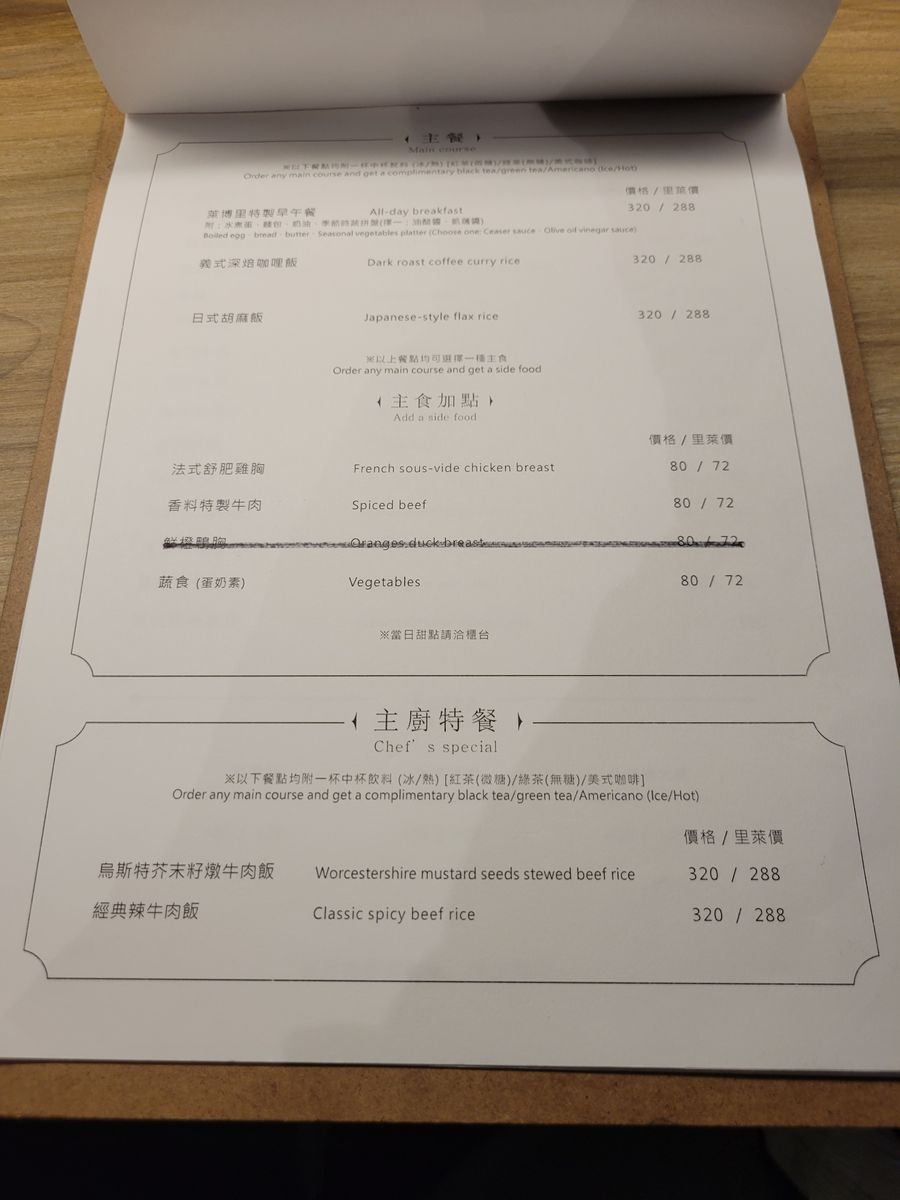 主餐
Main course
※以下餐點均附一杯中杯飲料 (冰/熱) [紅茶(微糖)/綠茶(無糖)/美式咖啡]
Order any main course and get a complimentary black tea/green tea/Americano (Ice/Hot)
價格 / 里萊價
萊博里特製早午餐 All-day breakfast 320 / 288
附：水煮蛋、麵包、奶油、季節時蔬拼盤(擇一：油醋醬、凱薩醬)
Boiled egg · bread · butter · Seasonal vegetables platter (Choose one: Ceaser sauce · Olive oil vinegar sauce)
義式深焙咖哩飯 Dark roast coffee curry rice 320 / 288
日式胡麻飯 Japanese-style flax rice 320 / 288
※以上餐點均可選擇一種主食
Order any main course and get a side food
主食加點
Add a side food
價格 / 里萊價
法式舒肥雞胸 French sous-vide chicken breast 80 / 72
香料特製牛肉 Spiced beef 80 / 72
鮮橙鴨胸 Oranges duck breast 80 / 72
蔬食 (蛋奶素) Vegetables 80 / 72
※當日甜點請洽櫃台
主廚特餐
Chef’s special
※以下餐點均附一杯中杯飲料 (冰/熱) [紅茶(微糖)/綠茶(無糖)/美式咖啡]
Order any main course and get a complimentary black tea/green tea/Americano (Ice/Hot)
價格 / 里萊價
烏斯特芥末籽燉牛肉飯 Worcestershire mustard seeds stewed beef rice 320 / 288
經典辣牛肉飯 Classic spicy beef rice 320 / 288